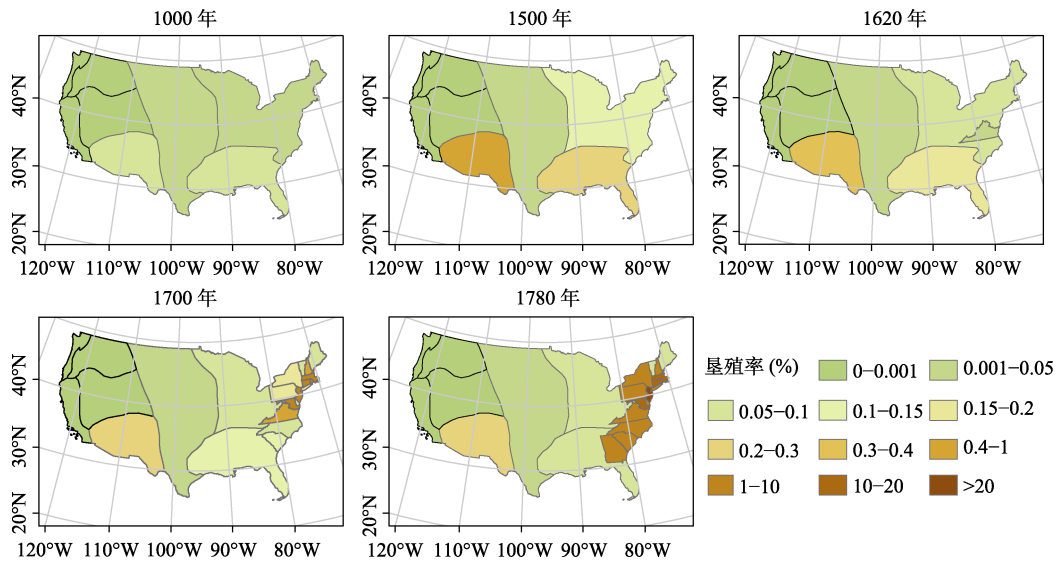 1000 年
1500 年
1620 年
40°N
30°N
20°N
120°W 110°W 100°W 90°W 80°W
40°N
30°N
20°N
120°W 110°W 100°W 90°W 80°W
40°N
30°N
20°N
120°W 110°W 100°W 90°W 80°W
1700 年
1780 年
40°N
30°N
20°N
120°W 110°W 100°W 90°W 80°W
40°N
30°N
20°N
120°W 110°W 100°W 90°W 80°W
垦殖率 (%)
0−0.001
0.001−0.05
0.05−0.1
0.1−0.15
0.15−0.2
0.2−0.3
0.3−0.4
0.4−1
1−10
10−20
>20